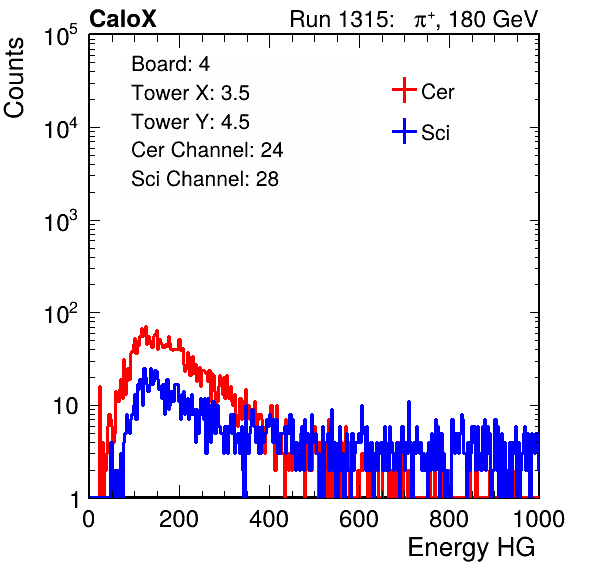 CaloX Run 1315: π⁺, 180 GeV
Counts
10⁵
10⁴
10³
10²
10
1
Board: 4
Tower X: 3.5
Tower Y: 4.5
Cer Channel: 24
Sci Channel: 28
Cer
Sci
0 200 400 600 800 1000
Energy HG